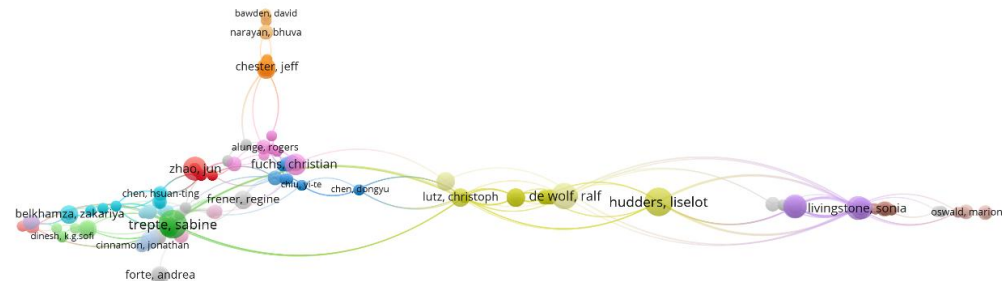 bawden, david
narayan, bhuva
chester, jeff
alunge, rogers
zhao, jun
fuchs, christian
chiu, yi-te
chen, dongyu
chen, hsuan-ting
frener, regine
lutz, christoph
de wolf, ralf
hudders, liselot
livingstone, sonia
oswald, marion
belkhamza, zakariya
trepte, sabine
dinesh, k.g.sofi
cinnamon, jonathan
forte, andrea